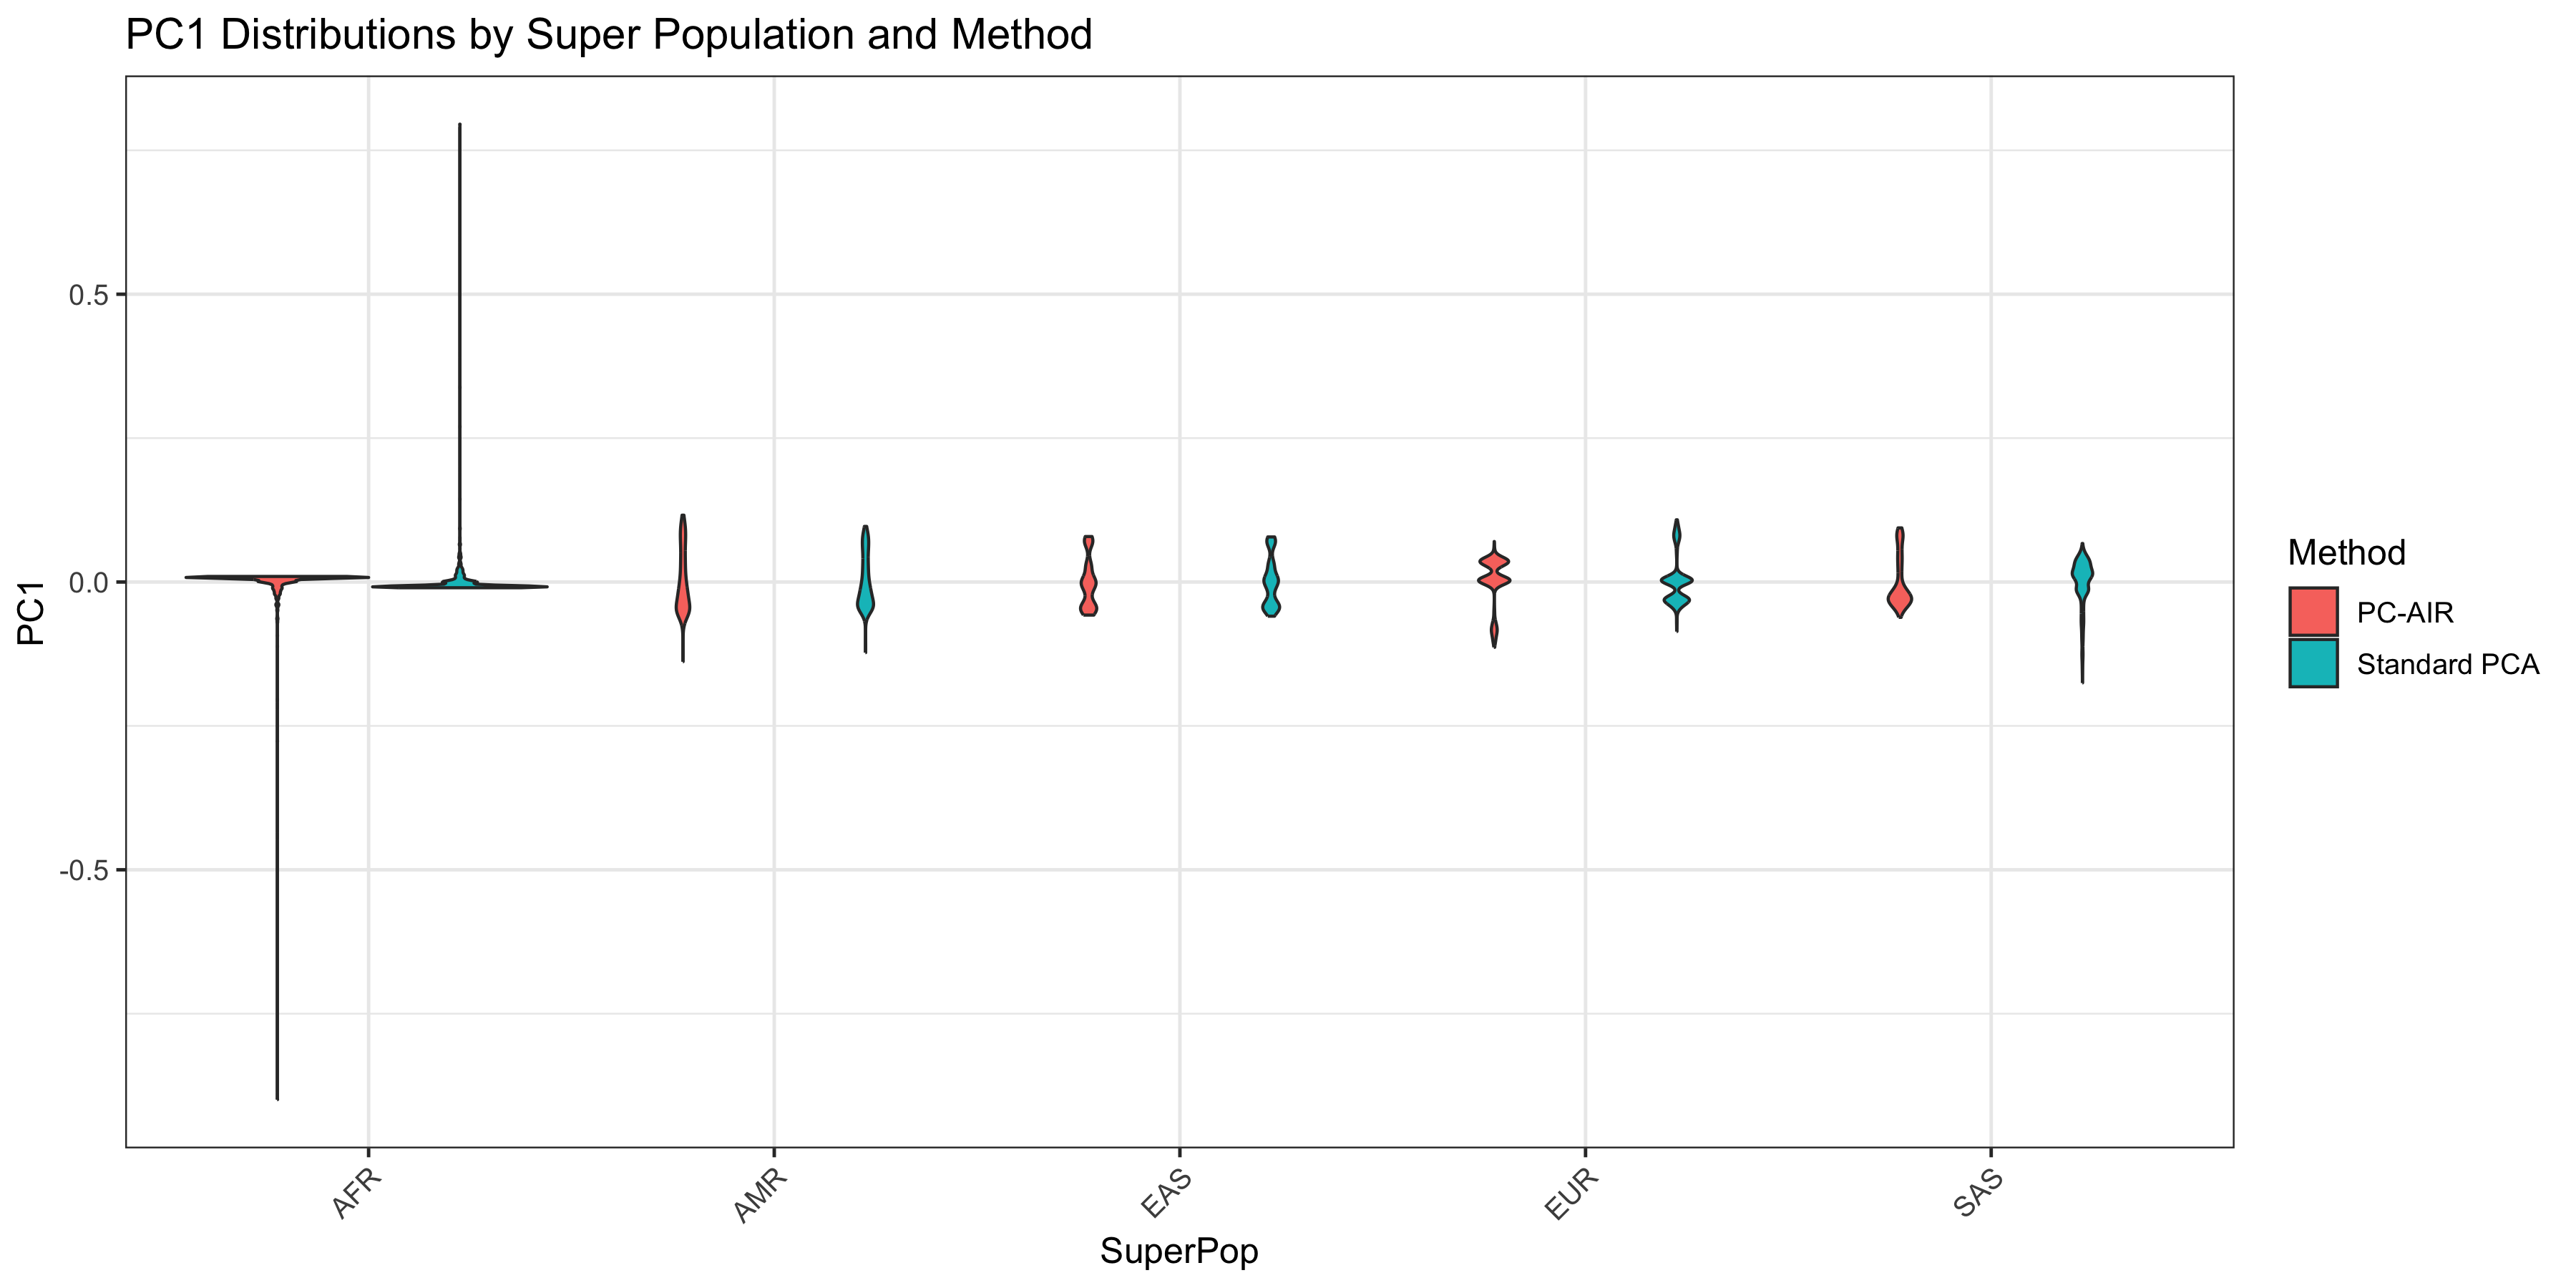 PC1 Distributions by Super Population and Method
PC1
0.5
0.0
-0.5
AFR
AMR
EAS
EUR
SAS
SuperPop
Method
PC-AIR
Standard PCA